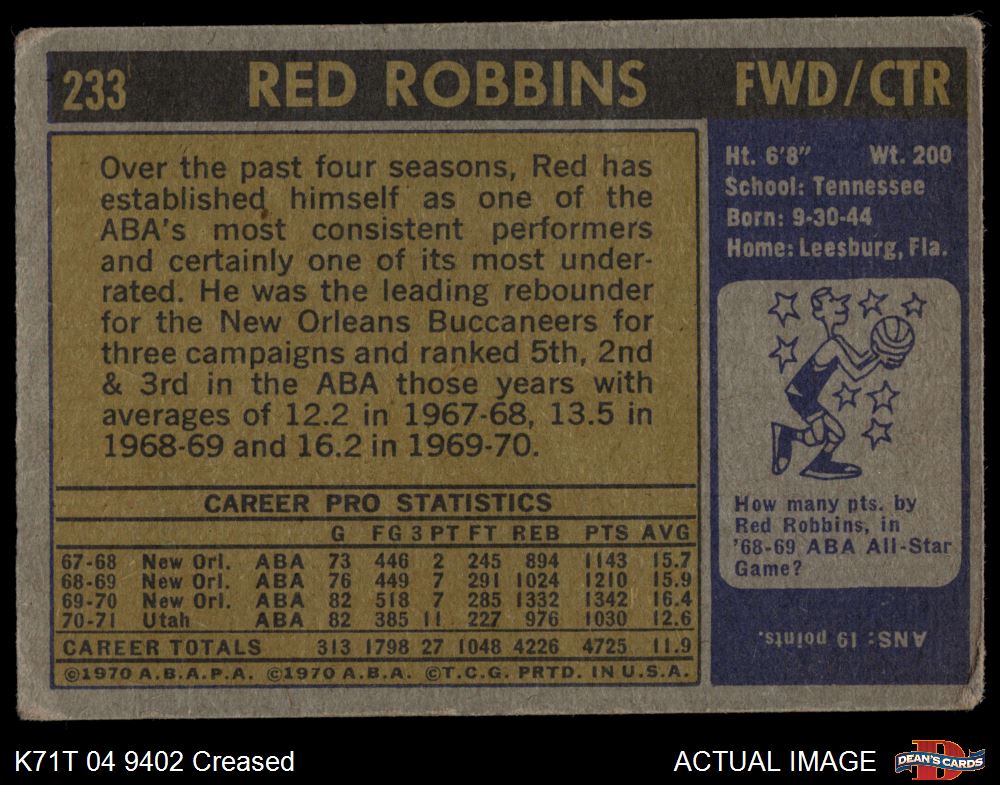 233 RED ROBBINS FWD/CTR
Over the past four seasons, Red has
established himself as one of the
ABA's most consistent performers
and certainly one of its most under-
rated. He was the leading rebounder
for the New Orleans Buccaneers for
three campaigns and ranked 5th, 2nd
& 3rd in the ABA those years with
averages of 12.2 in 1967-68, 13.5 in
1968-69 and 16.2 in 1969-70.
Ht. 6'8" Wt. 200
School: Tennessee
Born: 9-30-44
Home: Leesburg, Fla.
How many pts. by
Red Robbins, in
'68-69 ABA All-Star
Game?
ANS: 19 points.
CAREER PRO STATISTICS
G FG 3 PT FT REB PTS AVG
67-68 New Orl. ABA 73 446 2 245 894 1143 15.7
68-69 New Orl. ABA 76 449 7 291 1024 1210 15.9
69-70 New Orl. ABA 82 518 7 285 1332 1342 16.4
70-71 Utah ABA 82 385 11 227 976 1030 12.6
CAREER TOTALS 313 1798 27 1048 4226 4725 11.9
©1970 A.B.A.P.A. ©1970 A.B.A. ©T.C.G. PRTD. IN U.S.A.
K71T 04 9402 Creased
ACTUAL IMAGE
D
DEAN'S CARDS